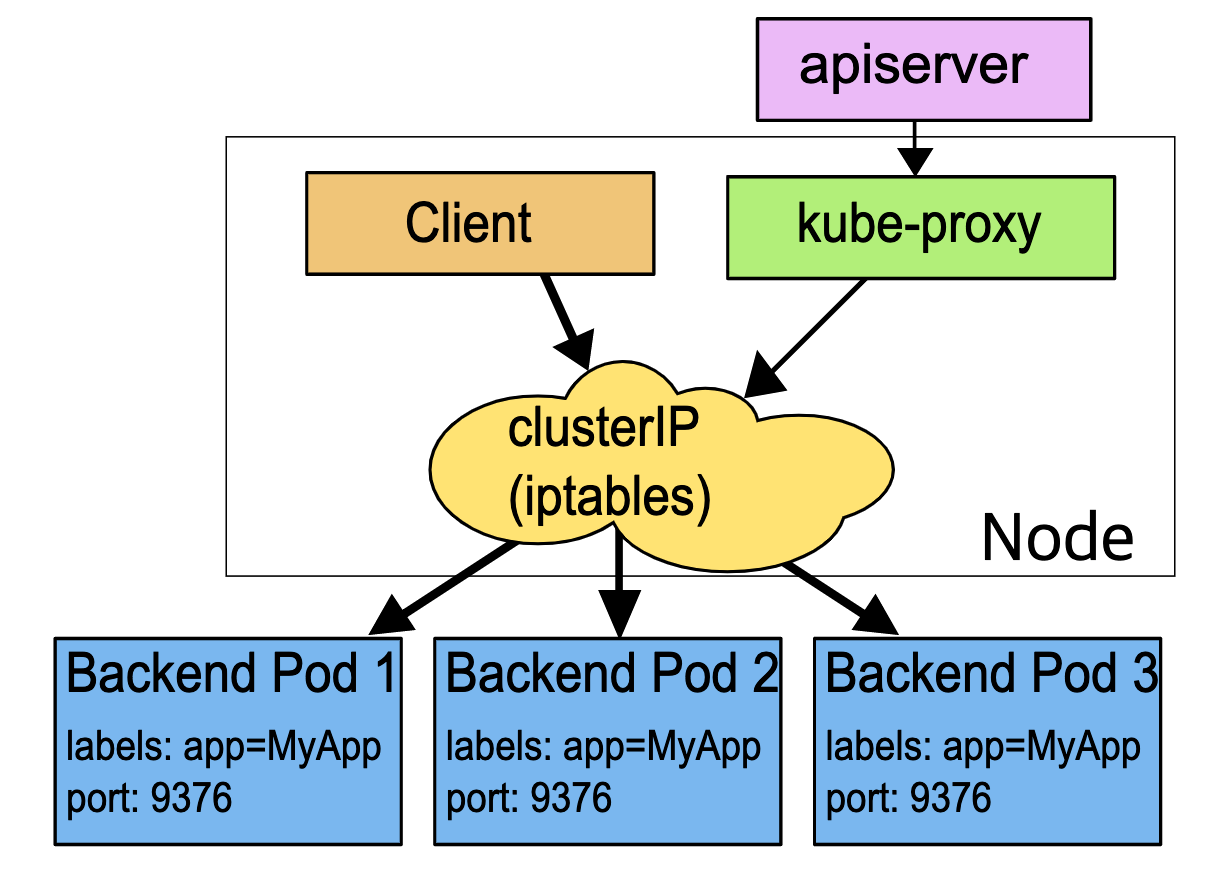 apiserver
Client
kube-proxy
clusterIP
(iptables)
Node
Backend Pod 1
labels: app=MyApp
port: 9376
Backend Pod 2
labels: app=MyApp
port: 9376
Backend Pod 3
labels: app=MyApp
port: 9376